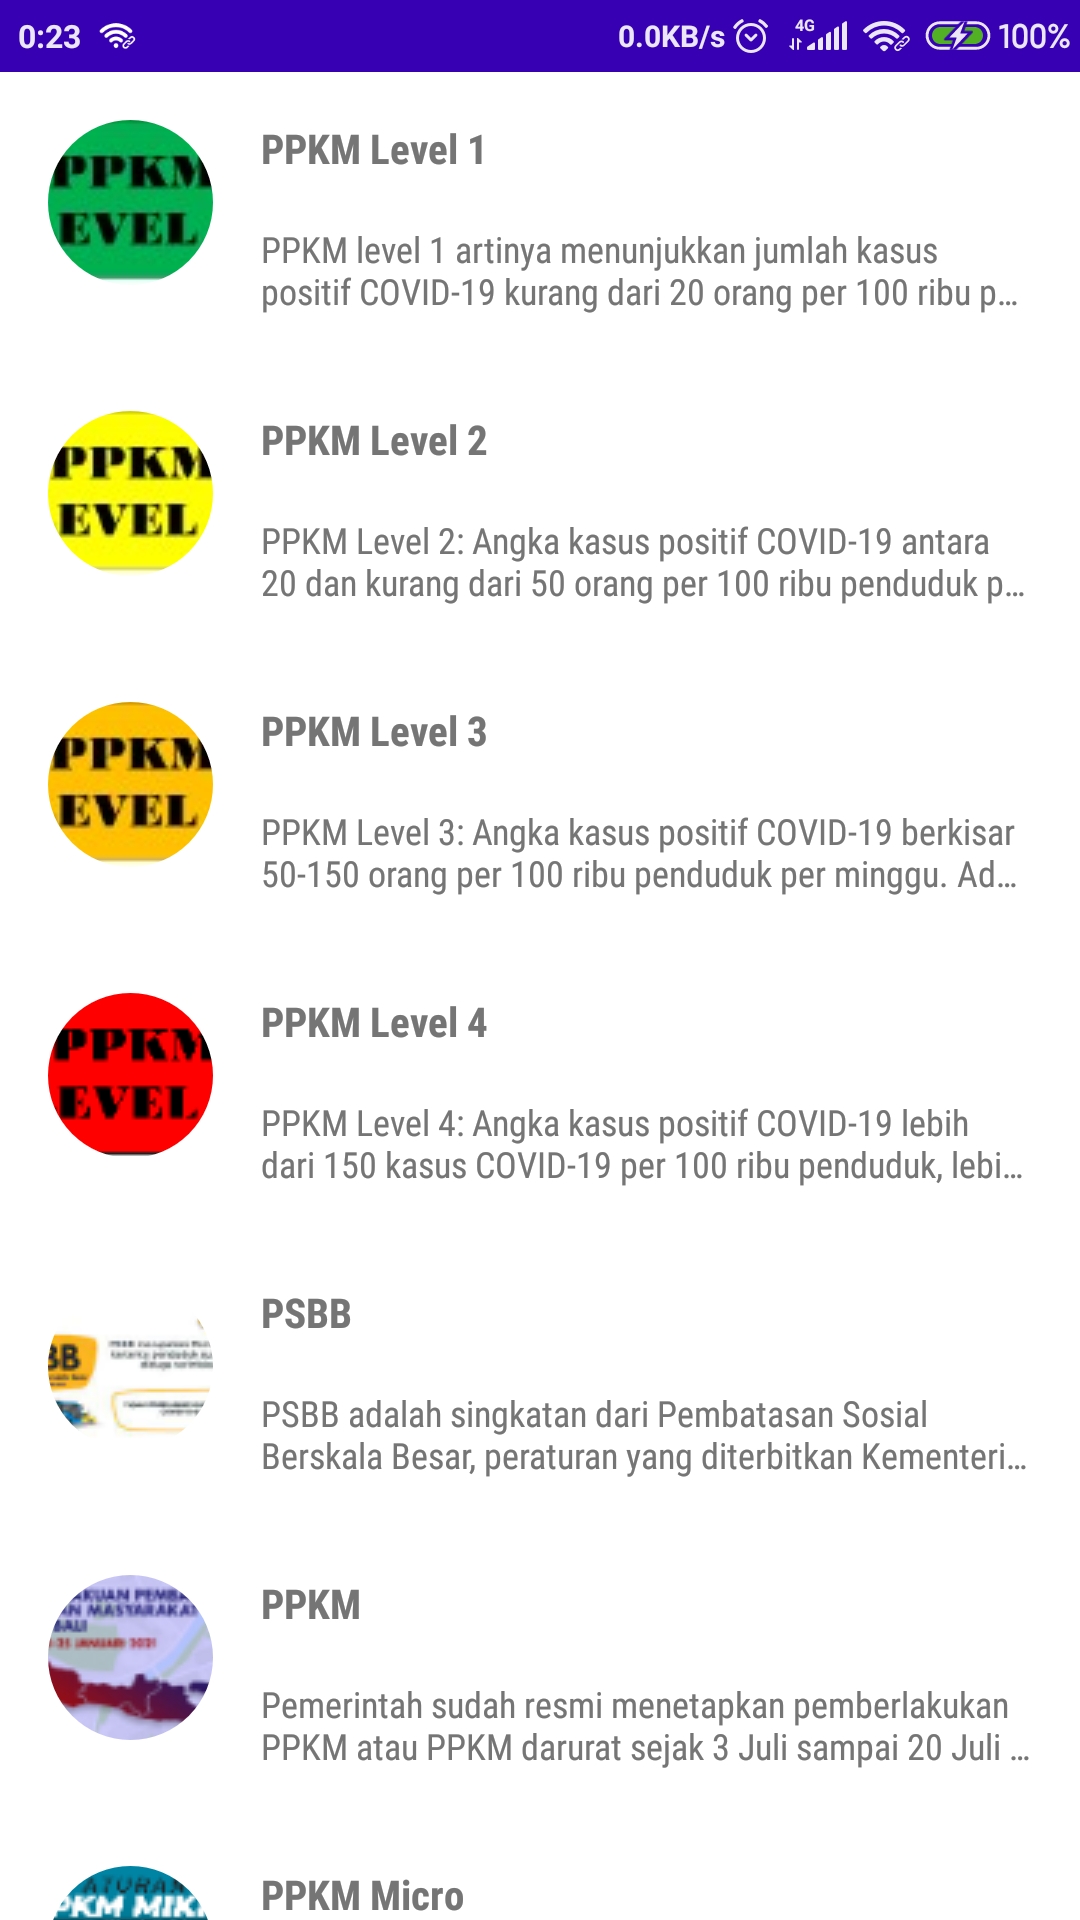 0:23 0.0KB/s 4G 100%
PPKM
EVEL
PPKM Level 1
PPKM level 1 artinya menunjukkan jumlah kasus
positif COVID-19 kurang dari 20 orang per 100 ribu p...
PPKM
EVEL
PPKM Level 2
PPKM Level 2: Angka kasus positif COVID-19 antara
20 dan kurang dari 50 orang per 100 ribu penduduk p...
PPKM
EVEL
PPKM Level 3
PPKM Level 3: Angka kasus positif COVID-19 berkisar
50-150 orang per 100 ribu penduduk per minggu. Ad...
PPKM
EVEL
PPKM Level 4
PPKM Level 4: Angka kasus positif COVID-19 lebih
dari 150 kasus COVID-19 per 100 ribu penduduk, lebi...
BB
PSBB
PSBB adalah singkatan dari Pembatasan Sosial
Berskala Besar, peraturan yang diterbitkan Kementeri...
KUAN PEMB
N MASYARAKA
BALI
25 JANUARI 2021
PPKM
Pemerintah sudah resmi menetapkan pemberlakukan
PPKM atau PPKM darurat sejak 3 Juli sampai 20 Juli ...
ATURAN
PKM MIK
PPKM Micro